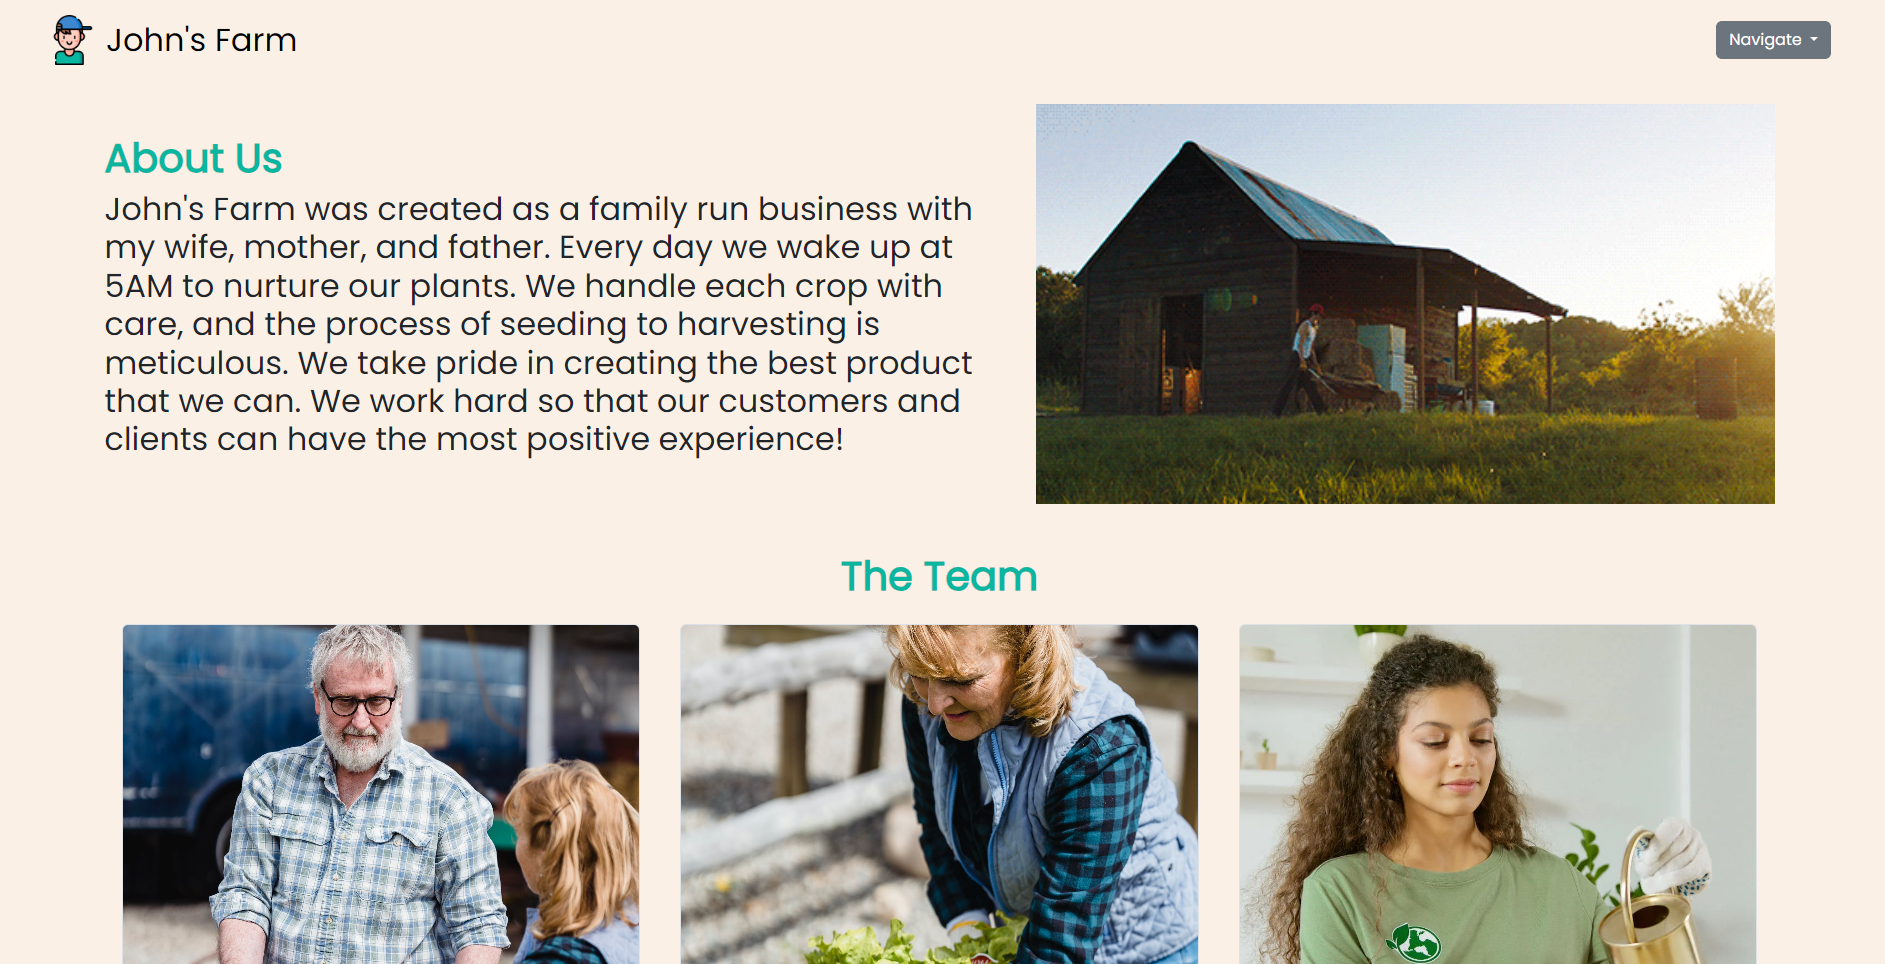 John's Farm
Navigate
About Us
John's Farm was created as a family run business with
my wife, mother, and father. Every day we wake up at
5AM to nurture our plants. We handle each crop with
care, and the process of seeding to harvesting is
meticulous. We take pride in creating the best product
that we can. We work hard so that our customers and
clients can have the most positive experience!
The Team